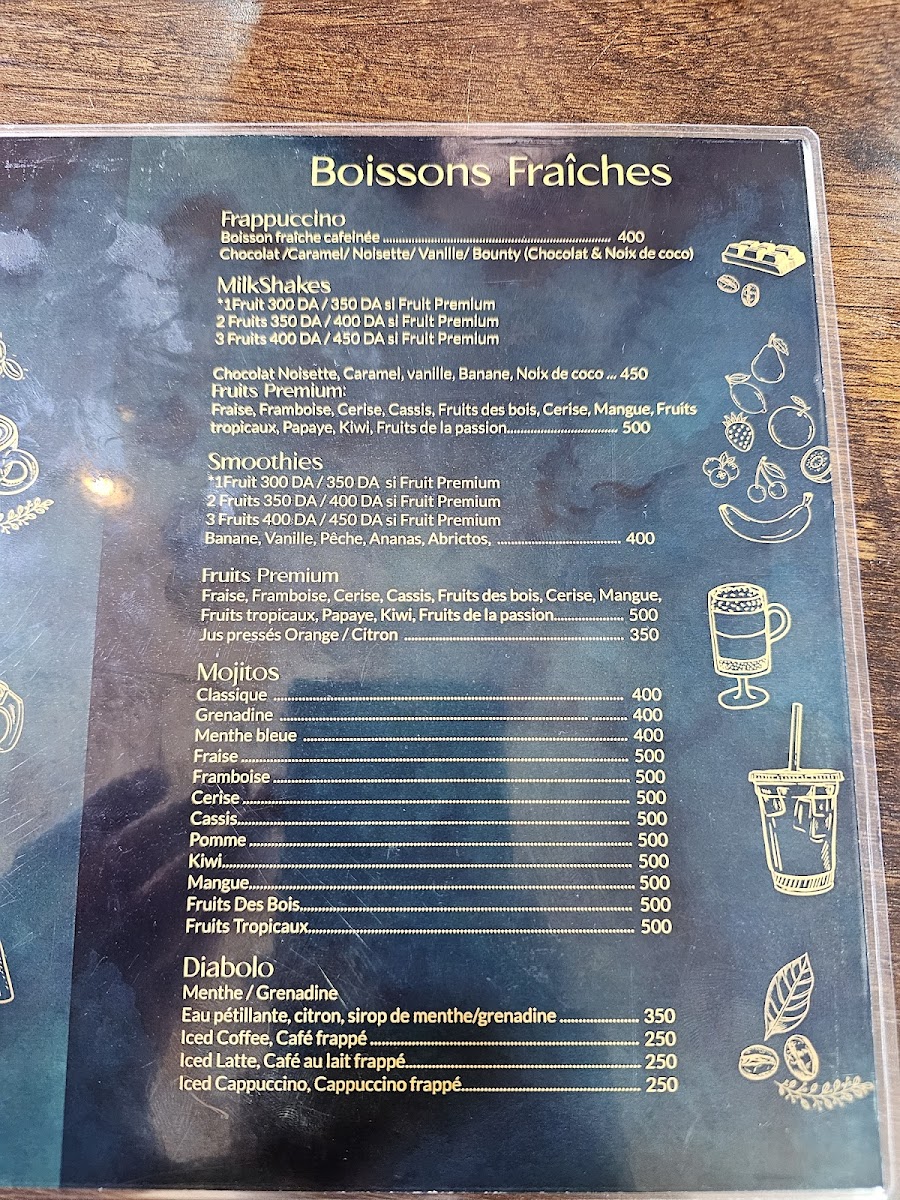 Boissons Fraîches
Frappuccino
Boisson fraîche cafeinée ........ 400
Chocolat /Caramel/ Noisette/ Vanille/ Bounty (Chocolat & Noix de coco)
MilkShakes
*1Fruit 300 DA / 350 DA si Fruit Premium
2 Fruits 350 DA / 400 DA si Fruit Premium
3 Fruits 400 DA / 450 DA si Fruit Premium
Chocolat Noisette, Caramel, vanille, Banane, Noix de coco ... 450
Fruits Premium:
Fraise, Framboise, Cerise, Cassis, Fruits des bois, Cerise, Mangue, Fruits
tropicaux, Papaye, Kiwi, Fruits de la passion........ 500
Smoothies
*1Fruit 300 DA / 350 DA si Fruit Premium
2 Fruits 350 DA / 400 DA si Fruit Premium
3 Fruits 400 DA / 450 DA si Fruit Premium
Banane, Vanille, Pêche, Ananas, Abrictos, ........ 400
Fruits Premium
Fraise, Framboise, Cerise, Cassis, Fruits des bois, Cerise, Mangue,
Fruits tropicaux, Papaye, Kiwi, Fruits de la passion........ 500
Jus pressés Orange / Citron ........ 350
Mojitos
Classique ........ 400
Grenadine ........ 400
Menthe bleue ........ 400
Fraise ........ 500
Framboise ........ 500
Cerise ........ 500
Cassis........ 500
Pomme ........ 500
Kiwi........ 500
Mangue........ 500
Fruits Des Bois........ 500
Fruits Tropicaux........ 500
Diabolo
Menthe / Grenadine
Eau pétillante, citron, sirop de menthe/grenadine ........ 350
Iced Coffee, Café frappé ........ 250
Iced Latte, Café au lait frappé........ 250
Iced Cappuccino, Cappuccino frappé........ 250